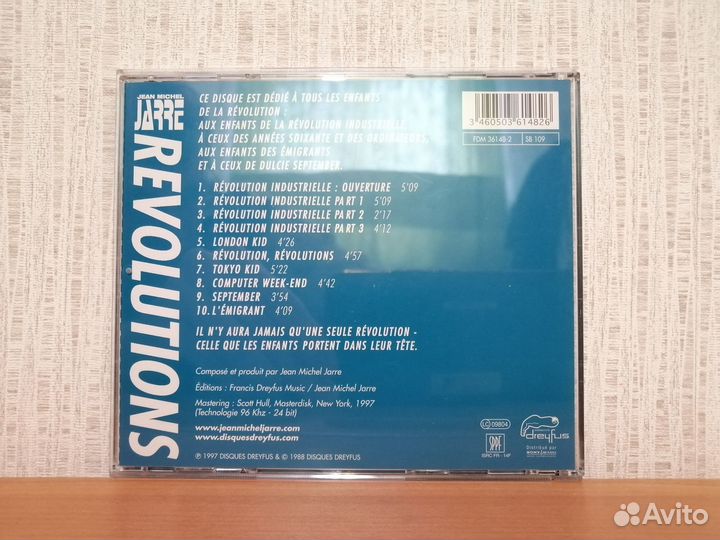 JEAN MICHEL
JARRE
REVOLUTIONS
CE DISQUE EST DÉDIÉ À TOUS LES ENFANTS
DE LA RÉVOLUTION :
AUX ENFANTS DE LA RÉVOLUTION INDUSTRIELLE,
À CEUX DES ANNÉES SOIXANTE ET DES ORDINATEURS,
AUX ENFANTS DES ÉMIGRANTS
ET À CEUX DE DULCIE SEPTEMBER.
3 460503 614826
FDM 36148-2 SB 109
1. RÉVOLUTION INDUSTRIELLE : OUVERTURE 5'09
2. RÉVOLUTION INDUSTRIELLE PART 1 5'09
3. RÉVOLUTION INDUSTRIELLE PART 2 2'17
4. RÉVOLUTION INDUSTRIELLE PART 3 4'12
5. LONDON KID 4'26
6. RÉVOLUTION, RÉVOLUTIONS 4'57
7. TOKYO KID 5'22
8. COMPUTER WEEK-END 4'42
9. SEPTEMBER 3'54
10. L'ÉMIGRANT 4'09
IL N'Y AURA JAMAIS QU'UNE SEULE RÉVOLUTION -
CELLE QUE LES ENFANTS PORTENT DANS LEUR TÊTE.
Composé et produit par Jean Michel Jarre
Éditions : Francis Dreyfus Music / Jean Michel Jarre
Mastering : Scott Hull, Masterdisk, New York, 1997
(Technologie 96 Khz - 24 bit)
www.jeanmicheljarre.com
www.disquesdreyfus.com
℗ 1997 DISQUES DREYFUS & © 1988 DISQUES DREYFUS
LC 09804
SPPF
dreyfus
Distribué par
SONY MUSIC
Avito